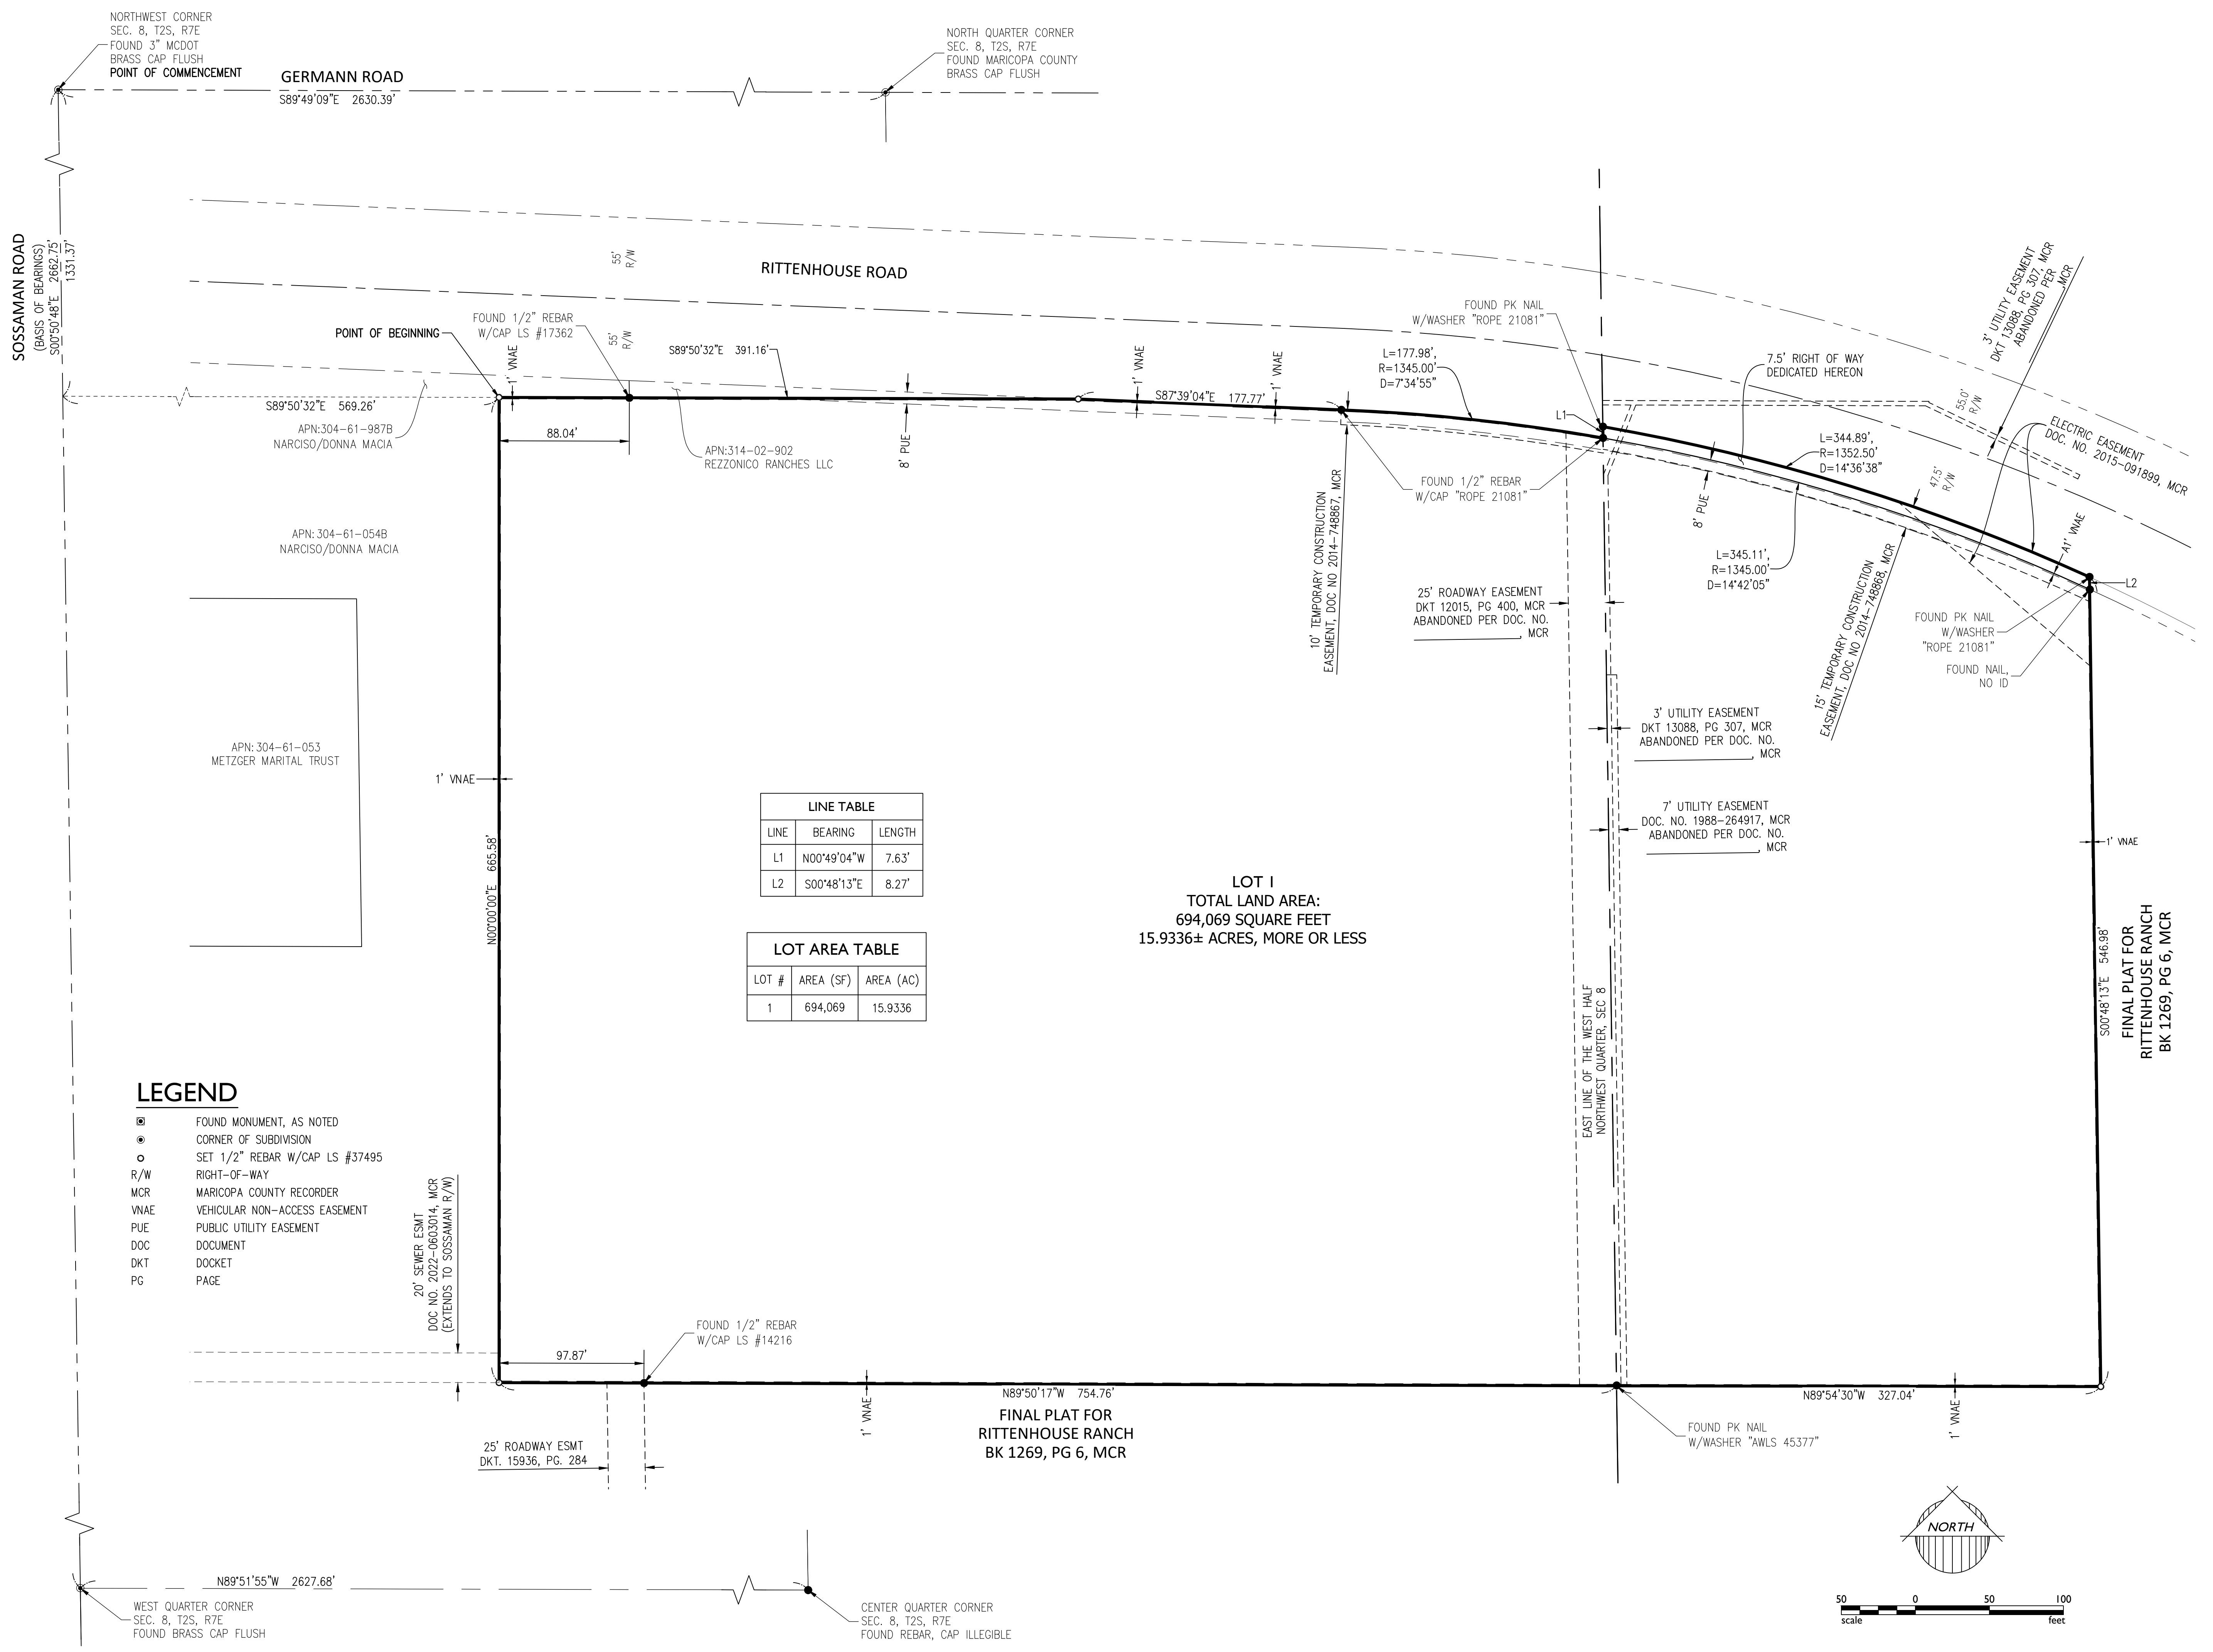 NORTHWEST CORNER
SEC. 8, T2S, R7E
FOUND 3" MCDOT
BRASS CAP FLUSH
POINT OF COMMENCEMENT
GERMANN ROAD
S89°49'09"E 2630.39'
NORTH QUARTER CORNER
SEC. 8, T2S, R7E
FOUND MARICOPA COUNTY
BRASS CAP FLUSH
SOSSAMAN ROAD
(BASIS OF BEARINGS)
S00°50'48"E 2662.75'
1331.37'
55'
R/W
RITTENHOUSE ROAD
55'
R/W
POINT OF BEGINNING
FOUND 1/2" REBAR
W/CAP LS #17362
S89°50'32"E 569.26'
APN:304-61-987B
NARCISO/DONNA MACIA
1' VNAE
88.04'
S89°50'32"E 391.16'
APN:314-02-902
REZZONICO RANCHES LLC
8' PUE
1' VNAE
S87°39'04"E 177.77'
1' VNAE
L=177.98',
R=1345.00'
D=7°34'55"
FOUND PK NAIL
W/WASHER "ROPE 21081"
L1
FOUND 1/2" REBAR
W/CAP "ROPE 21081"
7.5' RIGHT OF WAY
DEDICATED HEREON
3' UTILITY EASEMENT
DKT 13088, PG 307, MCR
ABANDONED PER
, MCR
55.0'
R/W
ELECTRIC EASEMENT
DOC. NO. 2015-091899, MCR
L=344.89',
R=1352.50'
D=14°36'38"
47.5'
R/W
8' PUE
L=345.11',
R=1345.00'
D=14°42'05"
A1' VNAE
L2
FOUND PK NAIL
W/WASHER
"ROPE 21081"
FOUND NAIL,
NO ID
10' TEMPORARY CONSTRUCTION
EASEMENT, DOC NO 2014-748867, MCR
15' TEMPORARY CONSTRUCTION
EASEMENT, DOC NO 2014-748868, MCR
25' ROADWAY EASEMENT
DKT 12015, PG 400, MCR
ABANDONED PER DOC. NO.
, MCR
3' UTILITY EASEMENT
DKT 13088, PG 307, MCR
ABANDONED PER DOC. NO.
, MCR
7' UTILITY EASEMENT
DOC. NO. 1988-264917, MCR
ABANDONED PER DOC. NO.
, MCR
APN:304-61-054B
NARCISO/DONNA MACIA
APN:304-61-053
METZGER MARITAL TRUST
1' VNAE
N00°00'00"E 665.58'
LINE TABLE
LINE BEARING LENGTH
L1 N00°49'04"W 7.63'
L2 S00°48'13"E 8.27'
LOT AREA TABLE
LOT # AREA (SF) AREA (AC)
1 694,069 15.9336
LOT 1
TOTAL LAND AREA:
694,069 SQUARE FEET
15.9336± ACRES, MORE OR LESS
EAST LINE OF THE WEST HALF
NORTHWEST QUARTER, SEC 8
1' VNAE
S00°48'13"E 546.98'
FINAL PLAT FOR
RITTENHOUSE RANCH
BK 1269, PG 6, MCR
LEGEND
FOUND MONUMENT, AS NOTED
CORNER OF SUBDIVISION
SET 1/2" REBAR W/CAP LS #37495
R/W RIGHT-OF-WAY
MCR MARICOPA COUNTY RECORDER
VNAE VEHICULAR NON-ACCESS EASEMENT
PUE PUBLIC UTILITY EASEMENT
DOC DOCUMENT
DKT DOCKET
PG PAGE
20' SEWER ESMT
DOC NO. 2022-0603014, MCR
(EXTENDS TO SOSSAMAN R/W)
97.87'
FOUND 1/2" REBAR
W/CAP LS #14216
25' ROADWAY ESMT
DKT. 15936, PG. 284
1' VNAE
N89°50'17"W 754.76'
FINAL PLAT FOR
RITTENHOUSE RANCH
BK 1269, PG 6, MCR
N89°54'30"W 327.04'
1' VNAE
FOUND PK NAIL
W/WASHER "AWLS 45377"
N89°51'55"W 2627.68'
WEST QUARTER CORNER
SEC. 8, T2S, R7E
FOUND BRASS CAP FLUSH
CENTER QUARTER CORNER
SEC. 8, T2S, R7E
FOUND REBAR, CAP ILLEGIBLE
NORTH
50 0 50 100
scale feet